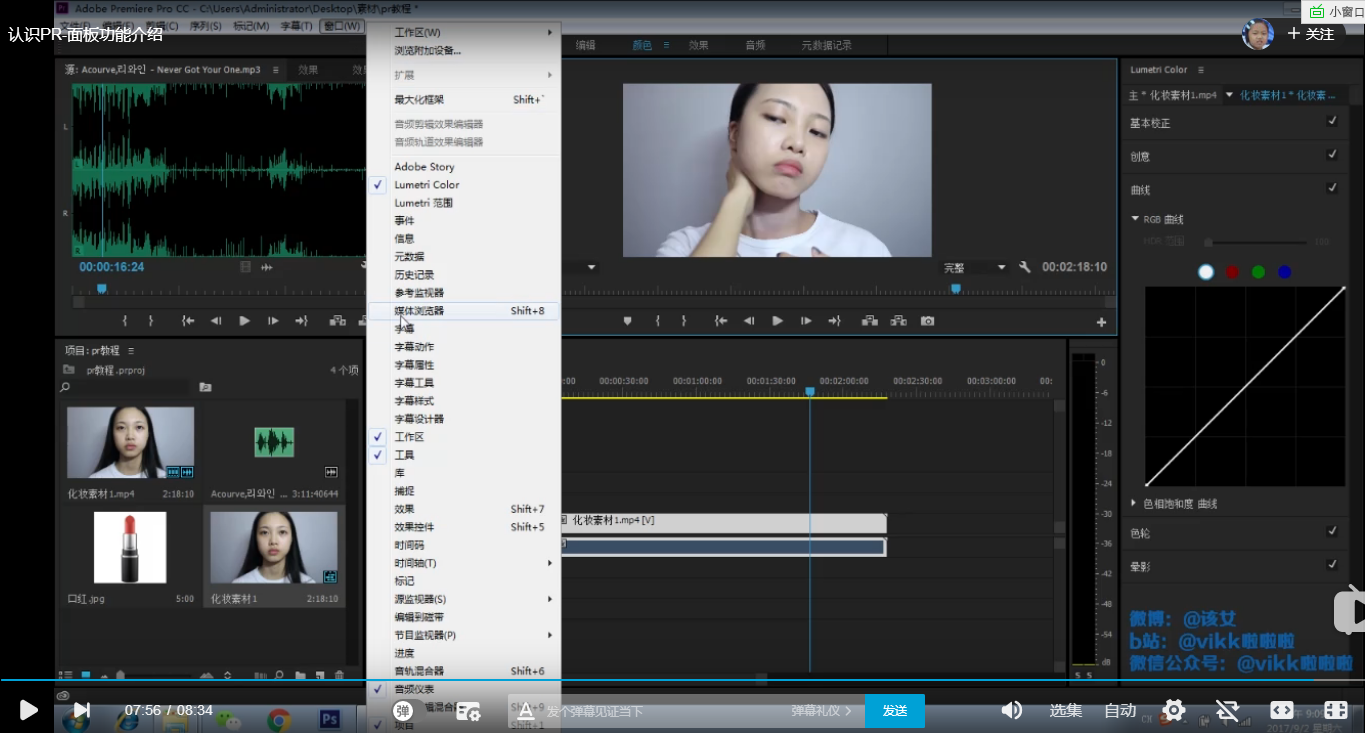 Adobe Premiere Pro CC - C:\Users\Administrator\Desktop\素材\pr教程 *
小窗口
文件(F) 编辑(E) 剪辑(C) 序列(S) 标记(M) 字幕(T) 窗口(W)
认识PR-面板功能介绍
+ 关注
编辑 颜色 效果 音频 元数据记录
源: Acourve,리와인 - Never Got Your One.mp3 效果
L
R
00:00:16:24
工作区(W)
浏览附加设备...
扩展
最大化框架 Shift+`
音频剪辑效果编辑器
音频轨道效果编辑器
Adobe Story
Lumetri Color
Lumetri 范围
事件
信息
元数据
历史记录
参考监视器
媒体浏览器 Shift+8
字幕
字幕动作
字幕属性
字幕工具
字幕样式
字幕设计器
工作区
工具
库
捕捉
效果 Shift+7
效果控件 Shift+5
时间码
时间轴(T)
标记
源监视器(S)
编辑到磁带
节目监视器(P)
进度
音轨混合器 Shift+6
音频仪表
Shift+9
项目 Shift+1
完整 00:02:18:10
Lumetri Color
主 * 化妆素材1.mp4 化妆素材1 * 化妆素...
基本校正
创意
曲线
RGB 曲线
HDR 范围 100
色相饱和度 曲线
色轮
晕影
项目: pr教程
pr教程.prproj 4 个项
化妆素材1.mp4 2:18:10
Acourve,리와인 ... 3:11:40644
口红.jpg 5:00
化妆素材1 2:18:10
:00 00:00:30:00 00:01:00:00 00:01:30:00 00:02:00:00 00:02:30:00 00:03:00:00 00:
化妆素材1.mp4 [V]
0
-6
-12
-18
-24
-30
-36
-42
-48
-54
dB
S S
微博：@该女
b站：@vikk啦啦啦
微信公众号：@vikk啦啦啦
07:56 / 08:34
弹
A 发个弹幕见证当下 弹幕礼仪 >
发送
选集
自动
Ps
CH
2017/9/2 星期六